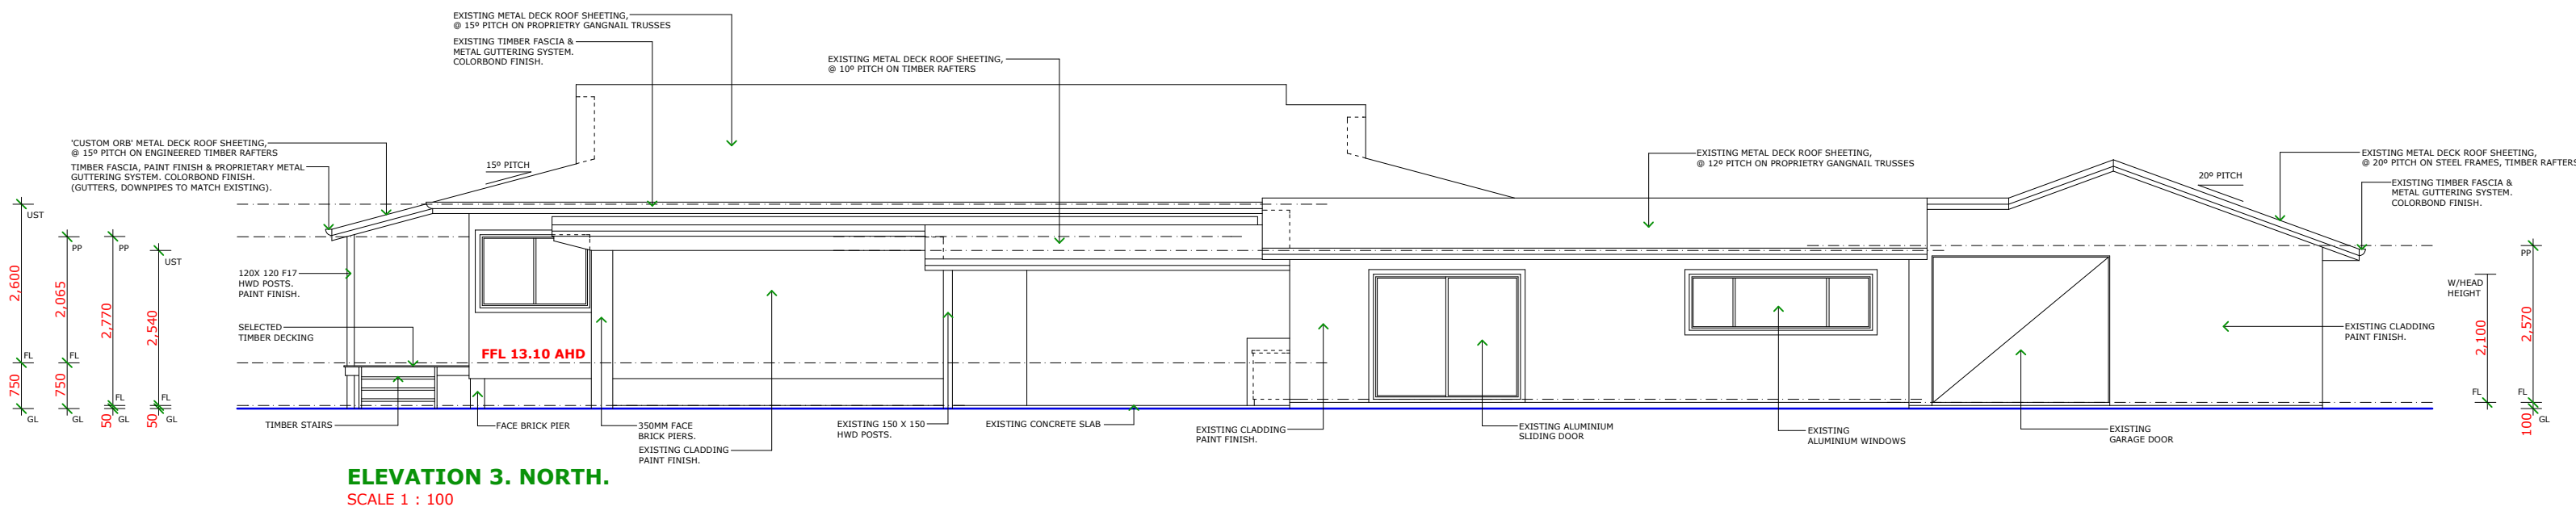 EXISTING METAL DECK ROOF SHEETING,
@ 15º PITCH ON PROPRIETRY GANGNAIL TRUSSES
EXISTING TIMBER FASCIA &
METAL GUTTERING SYSTEM.
COLORBOND FINISH.
EXISTING METAL DECK ROOF SHEETING,
@ 10º PITCH ON TIMBER RAFTERS
'CUSTOM ORB' METAL DECK ROOF SHEETING,
@ 15º PITCH ON ENGINEERED TIMBER RAFTERS
TIMBER FASCIA, PAINT FINISH & PROPRIETARY METAL
GUTTERING SYSTEM. COLORBOND FINISH.
(GUTTERS, DOWNPIPES TO MATCH EXISTING).
15º PITCH
EXISTING METAL DECK ROOF SHEETING,
@ 12º PITCH ON PROPRIETRY GANGNAIL TRUSSES
20º PITCH
EXISTING METAL DECK ROOF SHEETING,
@ 20º PITCH ON STEEL FRAMES, TIMBER RAFTERS
EXISTING TIMBER FASCIA &
METAL GUTTERING SYSTEM.
COLORBOND FINISH.
UST
2,600
FL
750
GL
PP
2,065
FL
750
GL
PP
2,770
FL
50
GL
UST
2,540
FL
50
GL
120X 120 F17
HWD POSTS.
PAINT FINISH.
SELECTED
TIMBER DECKING
FFL 13.10 AHD
W/HEAD
HEIGHT
2,100
FL
PP
2,570
FL
100
GL
EXISTING CLADDING
PAINT FINISH.
TIMBER STAIRS
FACE BRICK PIER
350MM FACE
BRICK PIERS.
EXISTING CLADDING
PAINT FINISH.
EXISTING 150 X 150
HWD POSTS.
EXISTING CONCRETE SLAB
EXISTING CLADDING
PAINT FINISH.
EXISTING ALUMINIUM
SLIDING DOOR
EXISTING
ALUMINIUM WINDOWS
EXISTING
GARAGE DOOR
ELEVATION 3. NORTH.
SCALE 1 : 100